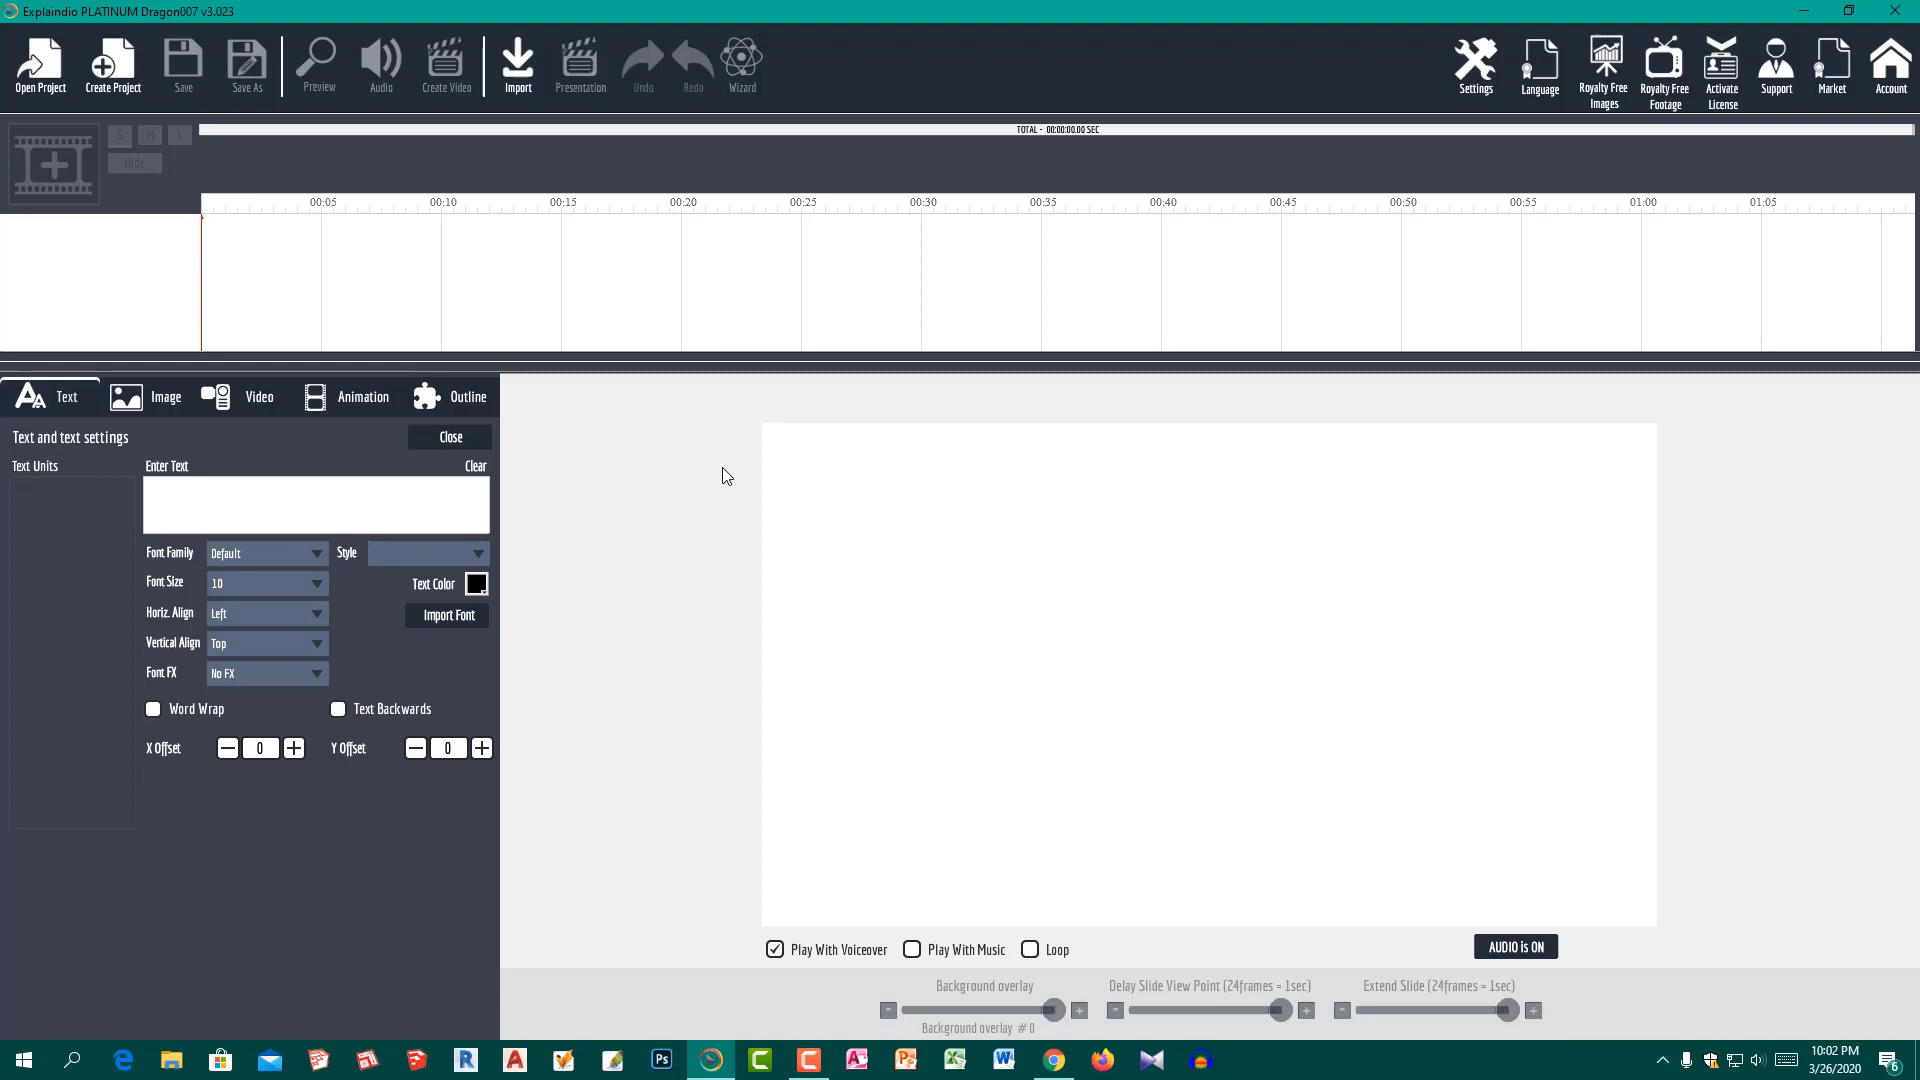 Explaindio PLATINUM Dragon007 v3.023
Open Project
Create Project
Save
Save As
Preview
Audio
Create Video
Import
Presentation
Undo
Redo
Wizard
Settings
Language
Royalty Free
Images
Royalty Free
Footage
Activate
License
Support
Market
Account
S M L
slide
TOTAL - 00:00:00.00 SEC
00:05 00:10 00:15 00:20 00:25 00:30 00:35 00:40 00:45 00:50 00:55 01:00 01:05
Text Image Video Animation Outline
Text and text settings Close
Text Units Enter Text Clear
Font Family Default Style
Font Size 10 Text Color
Horiz. Align Left Import Font
Vertical Align Top
Font FX No FX
Word Wrap Text Backwards
X Offset 0 Y Offset 0
Play With Voiceover Play With Music Loop AUDIO is ON
Background overlay Delay Slide View Point (24frames = 1sec) Extend Slide (24frames = 1sec)
Background overlay # 0
Ps
10:02 PM
3/26/2020
6